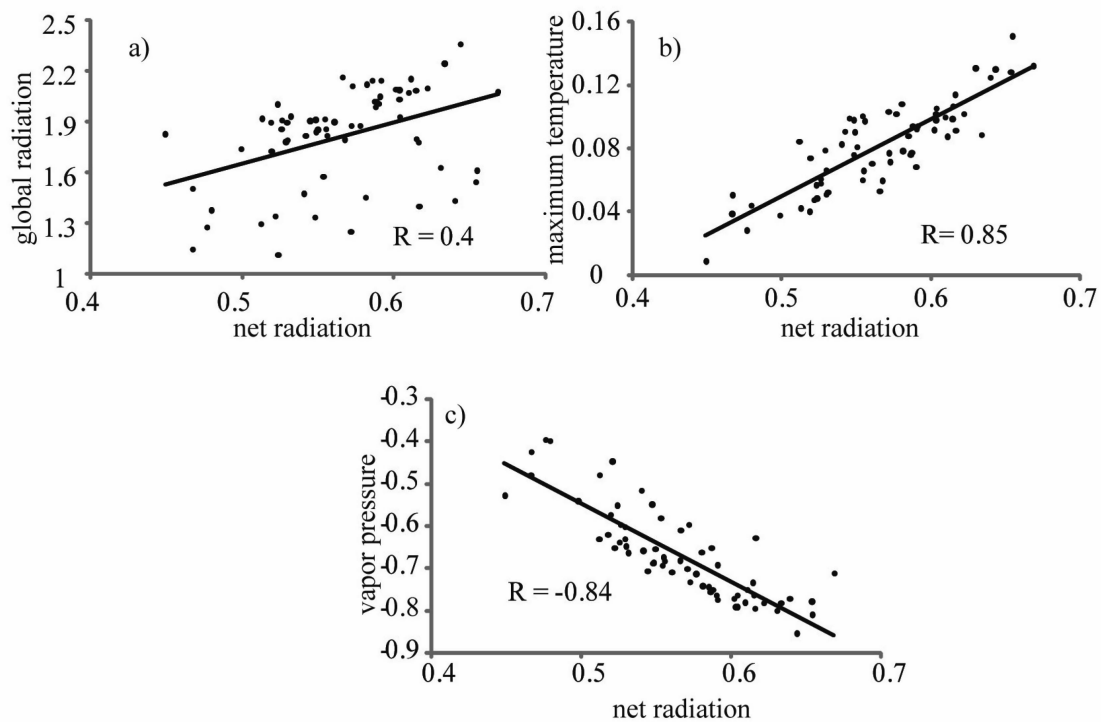 a)
global radiation
2.5
2.2
1.9
1.6
1.3
1
0.4
0.5
0.6
0.7
net radiation
R = 0.4
b)
maximum temperature
0.16
0.12
0.08
0.04
0
0.4
0.5
0.6
0.7
net radiation
R= 0.85
c)
vapor pressure
-0.3
-0.4
-0.5
-0.6
-0.7
-0.8
-0.9
0.4
0.5
0.6
0.7
net radiation
R = -0.84